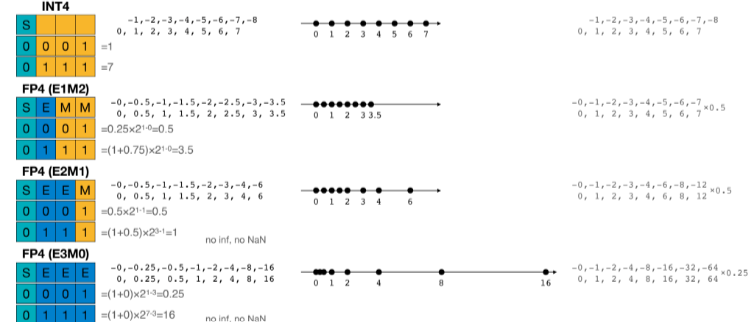 INT4
S
-1,-2,-3,-4,-5,-6,-7,-8
0, 1, 2, 3, 4, 5, 6, 7
0 1 2 3 4 5 6 7
-1,-2,-3,-4,-5,-6,-7,-8
0, 1, 2, 3, 4, 5, 6, 7
0 0 0 1 =1
0 1 1 1 =7
FP4 (E1M2)
S E M M
-0,-0.5,-1,-1.5,-2,-2.5,-3,-3.5
0, 0.5, 1, 1.5, 2, 2.5, 3, 3.5
0 1 2 3 3.5
-0,-1,-2,-3,-4,-5,-6,-7
0, 1, 2, 3, 4, 5, 6, 7
×0.5
0 0 0 1 =0.25×2¹⁻⁰=0.5
0 1 1 1 =(1+0.75)×2¹⁻⁰=3.5
FP4 (E2M1)
S E E M
-0,-0.5,-1,-1.5,-2,-3,-4,-6
0, 0.5, 1, 1.5, 2, 3, 4, 6
0 1 2 3 4 6
-0,-1,-2,-3,-4,-6,-8,-12
0, 1, 2, 3, 4, 6, 8, 12
×0.5
0 0 0 1 =0.5×2¹⁻¹=0.5
0 1 1 1 =(1+0.5)×2³⁻¹=1
no inf, no NaN
FP4 (E3M0)
S E E E
-0,-0.25,-0.5,-1,-2,-4,-8,-16
0, 0.25, 0.5, 1, 2, 4, 8, 16
0 1 2 4 8 16
-0,-1,-2,-4,-8,-16,-32,-64
0, 1, 2, 4, 8, 16, 32, 64
×0.25
0 0 0 1 =(1+0)×2¹⁻³=0.25
0 1 1 1 =(1+0)×2⁷⁻³=16
no inf, no NaN